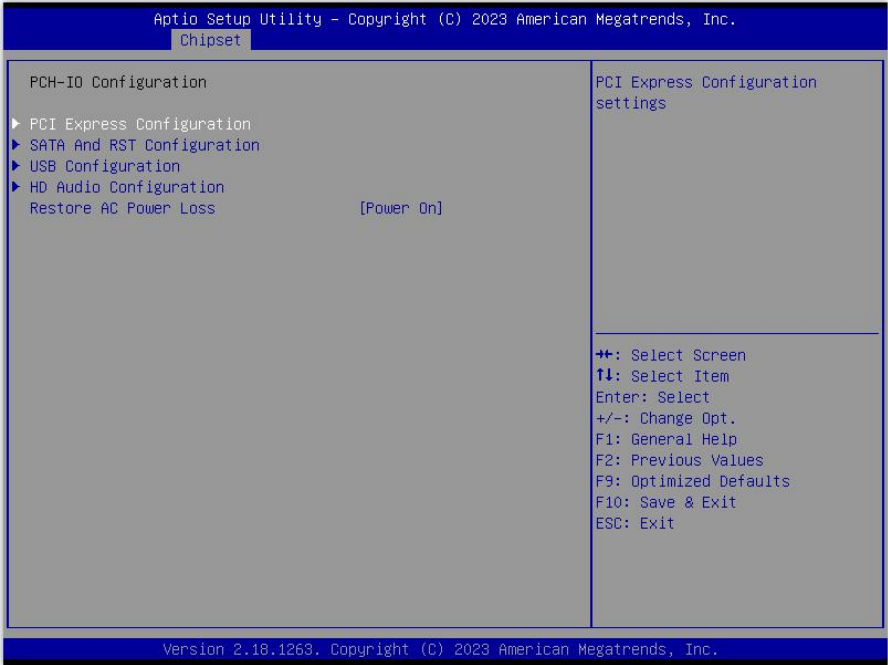 Aptio Setup Utility – Copyright (C) 2023 American Megatrends, Inc.
Chipset
PCH-IO Configuration
PCI Express Configuration
SATA And RST Configuration
USB Configuration
HD Audio Configuration
Restore AC Power Loss [Power On]
PCI Express Configuration
settings
→←: Select Screen
↑↓: Select Item
Enter: Select
+/-: Change Opt.
F1: General Help
F2: Previous Values
F9: Optimized Defaults
F10: Save & Exit
ESC: Exit
Version 2.18.1263. Copyright (C) 2023 American Megatrends, Inc.